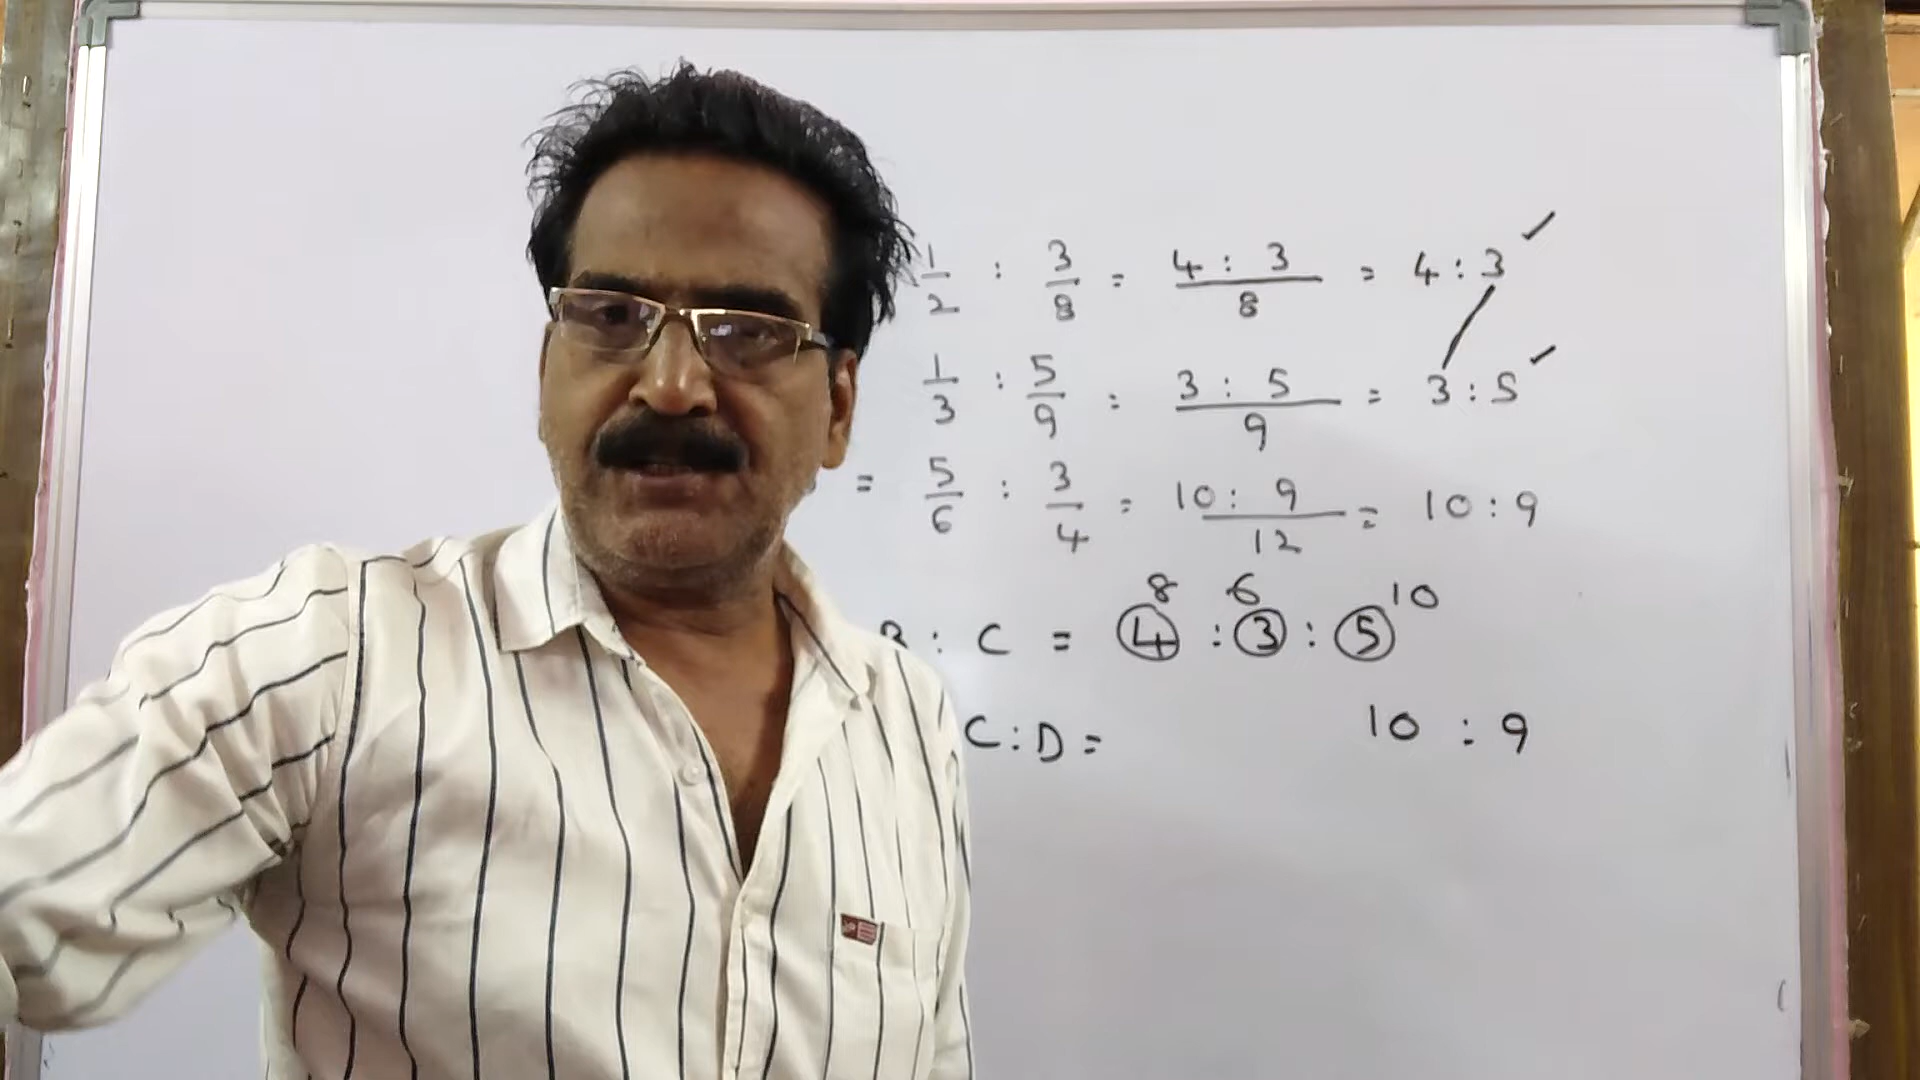 1/2 : 3/8 = 4 : 3/8 = 4 : 3 ✓
1/3 : 5/9 = 3 : 5/9 = 3 : 5 ✓
= 5/6 : 3/4 = 10 : 9/12 = 10 : 9
8 6 10
B : C = 4 : 3 : 5
C : D = 10 : 9